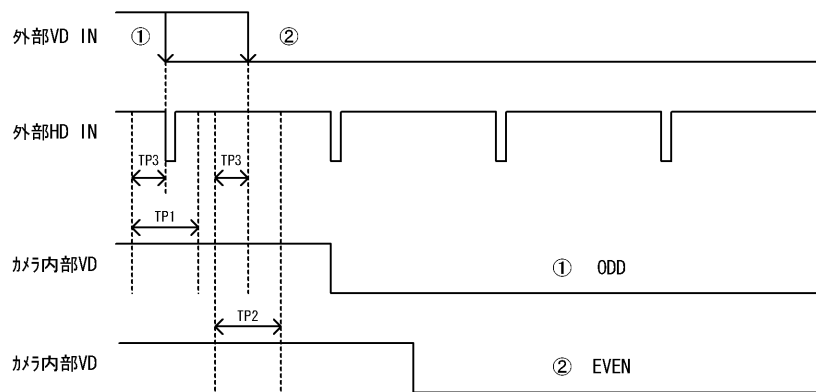 外部VD IN ① ②
外部HD IN
TP3 TP3
TP1
カメラ内部VD ① ODD
TP2
カメラ内部VD ② EVEN